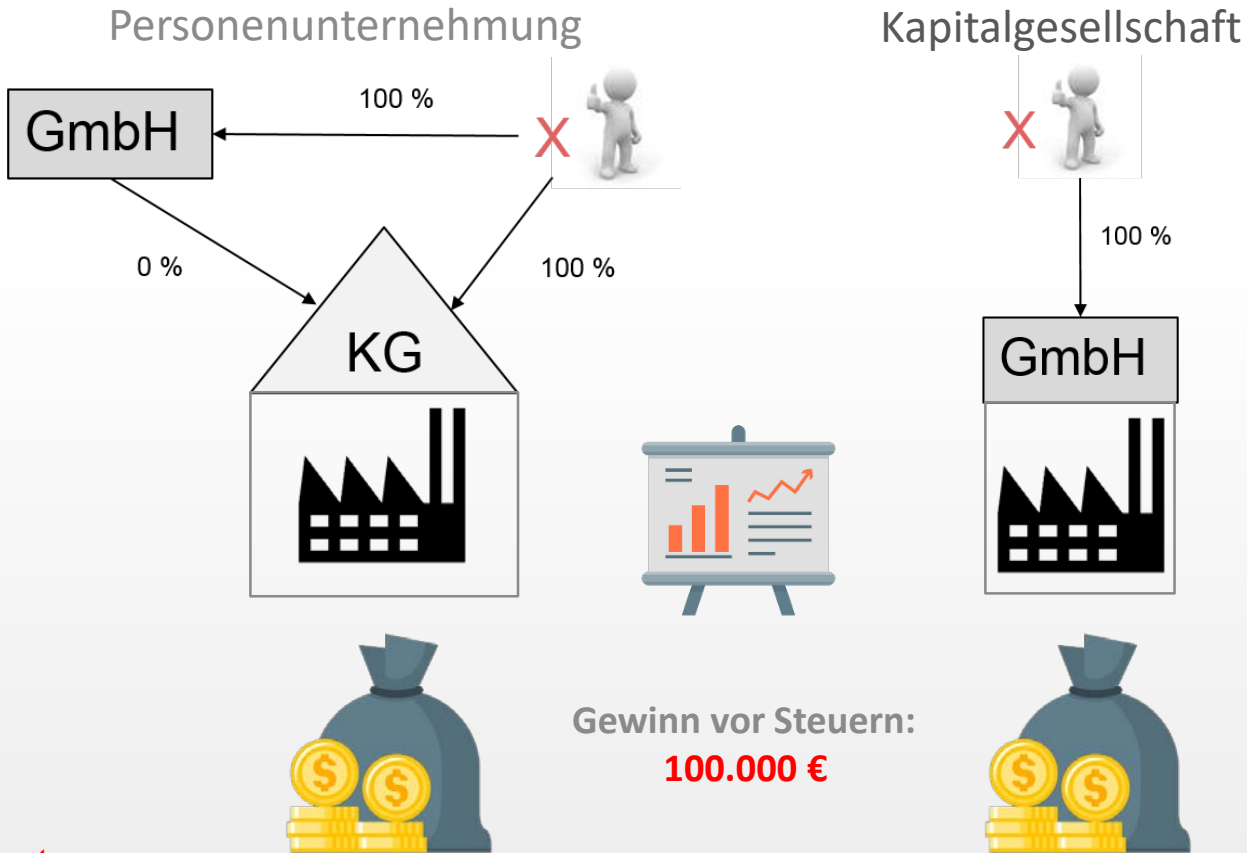 Personenunternehmung
Kapitalgesellschaft
GmbH
100 %
X
X
0 %
100 %
100 %
KG
GmbH
$
$
$
$
Gewinn vor Steuern:
100.000 €